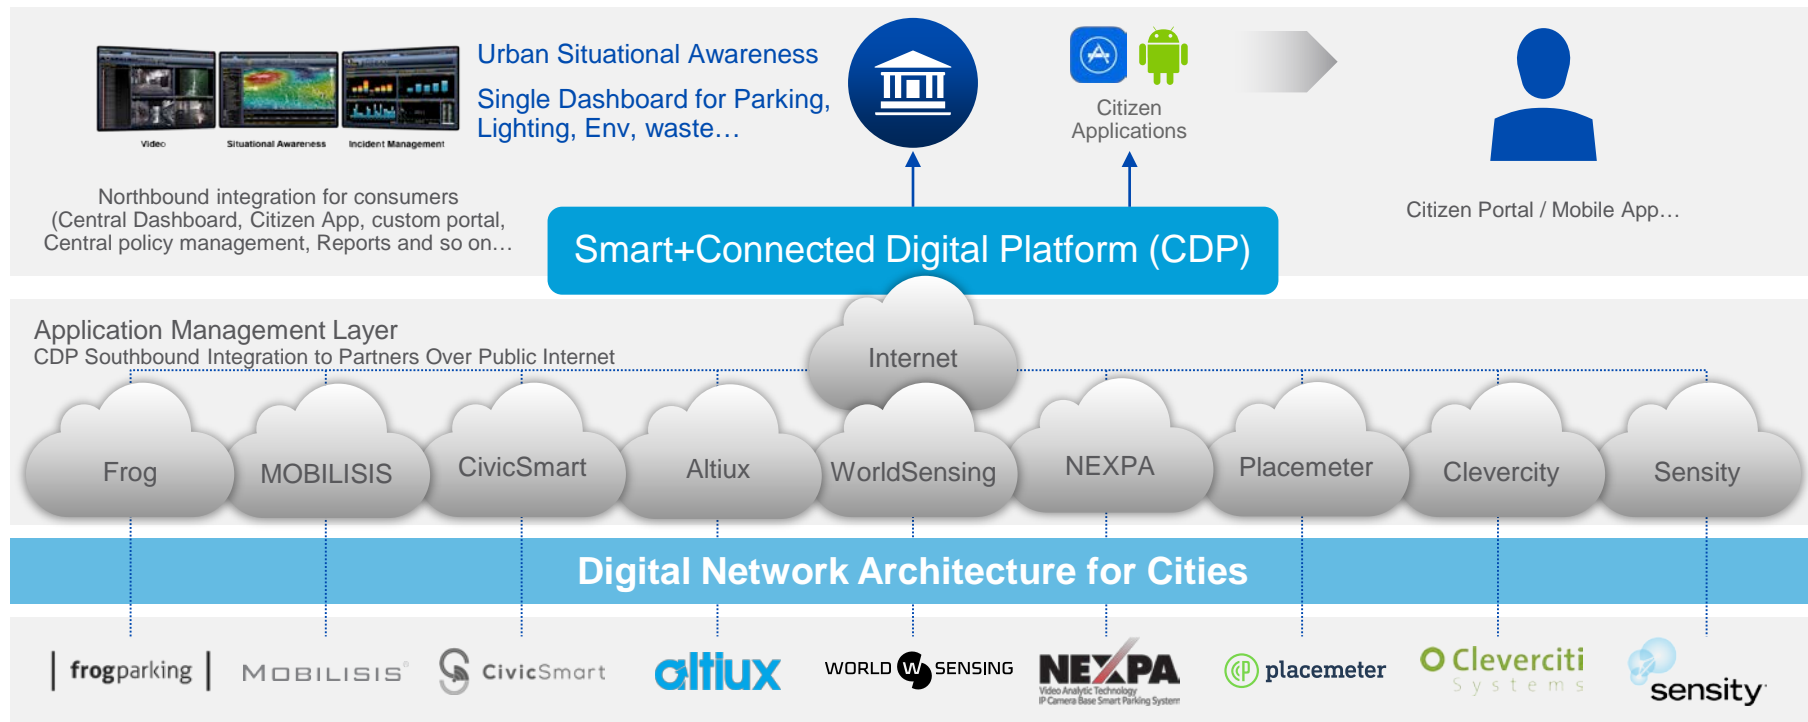 Video
Situational Awareness
Incident Management
Urban Situational Awareness
Single Dashboard for Parking,
Lighting, Env, waste…
Citizen
Applications
Northbound integration for consumers
(Central Dashboard, Citizen App, custom portal,
Central policy management, Reports and so on…
Citizen Portal / Mobile App…
Smart+Connected Digital Platform (CDP)
Application Management Layer
CDP Southbound Integration to Partners Over Public Internet
Internet
Frog
MOBILISIS
CivicSmart
Altiux
WorldSensing
NEXPA
Placemeter
Clevercity
Sensity
Digital Network Architecture for Cities
frogparking
MOBILISIS®
CivicSmart
altiux
WORLD W SENSING
NEXPA
Video Analytic Technology
IP Camera Base Smart Parking System
P placemeter
Cleverciti
Systems
sensity